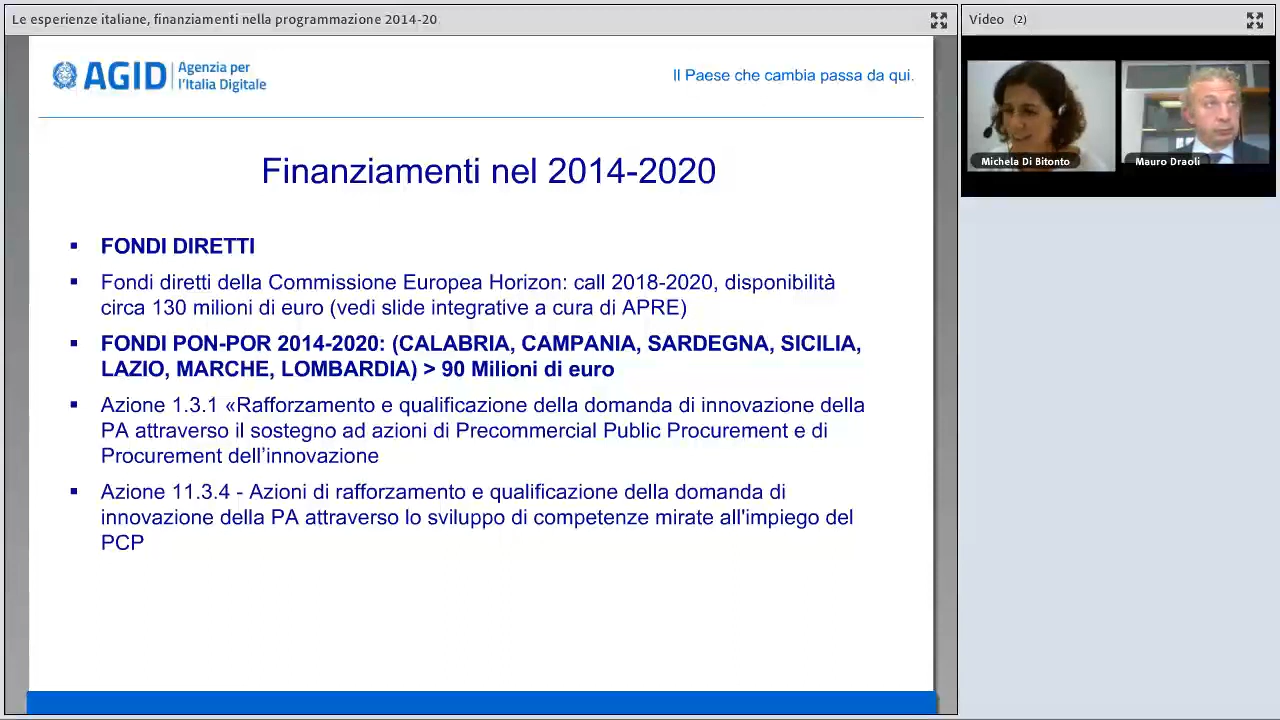 Le esperienze italiane, finanziamenti nella programmazione 2014-20
Video (2)
AGID
Agenzia per
l'Italia Digitale
Il Paese che cambia passa da qui.
Michela Di Bitonto
Mauro Draoli
Finanziamenti nel 2014-2020
▪ FONDI DIRETTI
▪ Fondi diretti della Commissione Europea Horizon: call 2018-2020, disponibilità
circa 130 milioni di euro (vedi slide integrative a cura di APRE)
▪ FONDI PON-POR 2014-2020: (CALABRIA, CAMPANIA, SARDEGNA, SICILIA,
LAZIO, MARCHE, LOMBARDIA) > 90 Milioni di euro
▪ Azione 1.3.1 «Rafforzamento e qualificazione della domanda di innovazione della
PA attraverso il sostegno ad azioni di Precommercial Public Procurement e di
Procurement dell’innovazione
▪ Azione 11.3.4 - Azioni di rafforzamento e qualificazione della domanda di
innovazione della PA attraverso lo sviluppo di competenze mirate all'impiego del
PCP